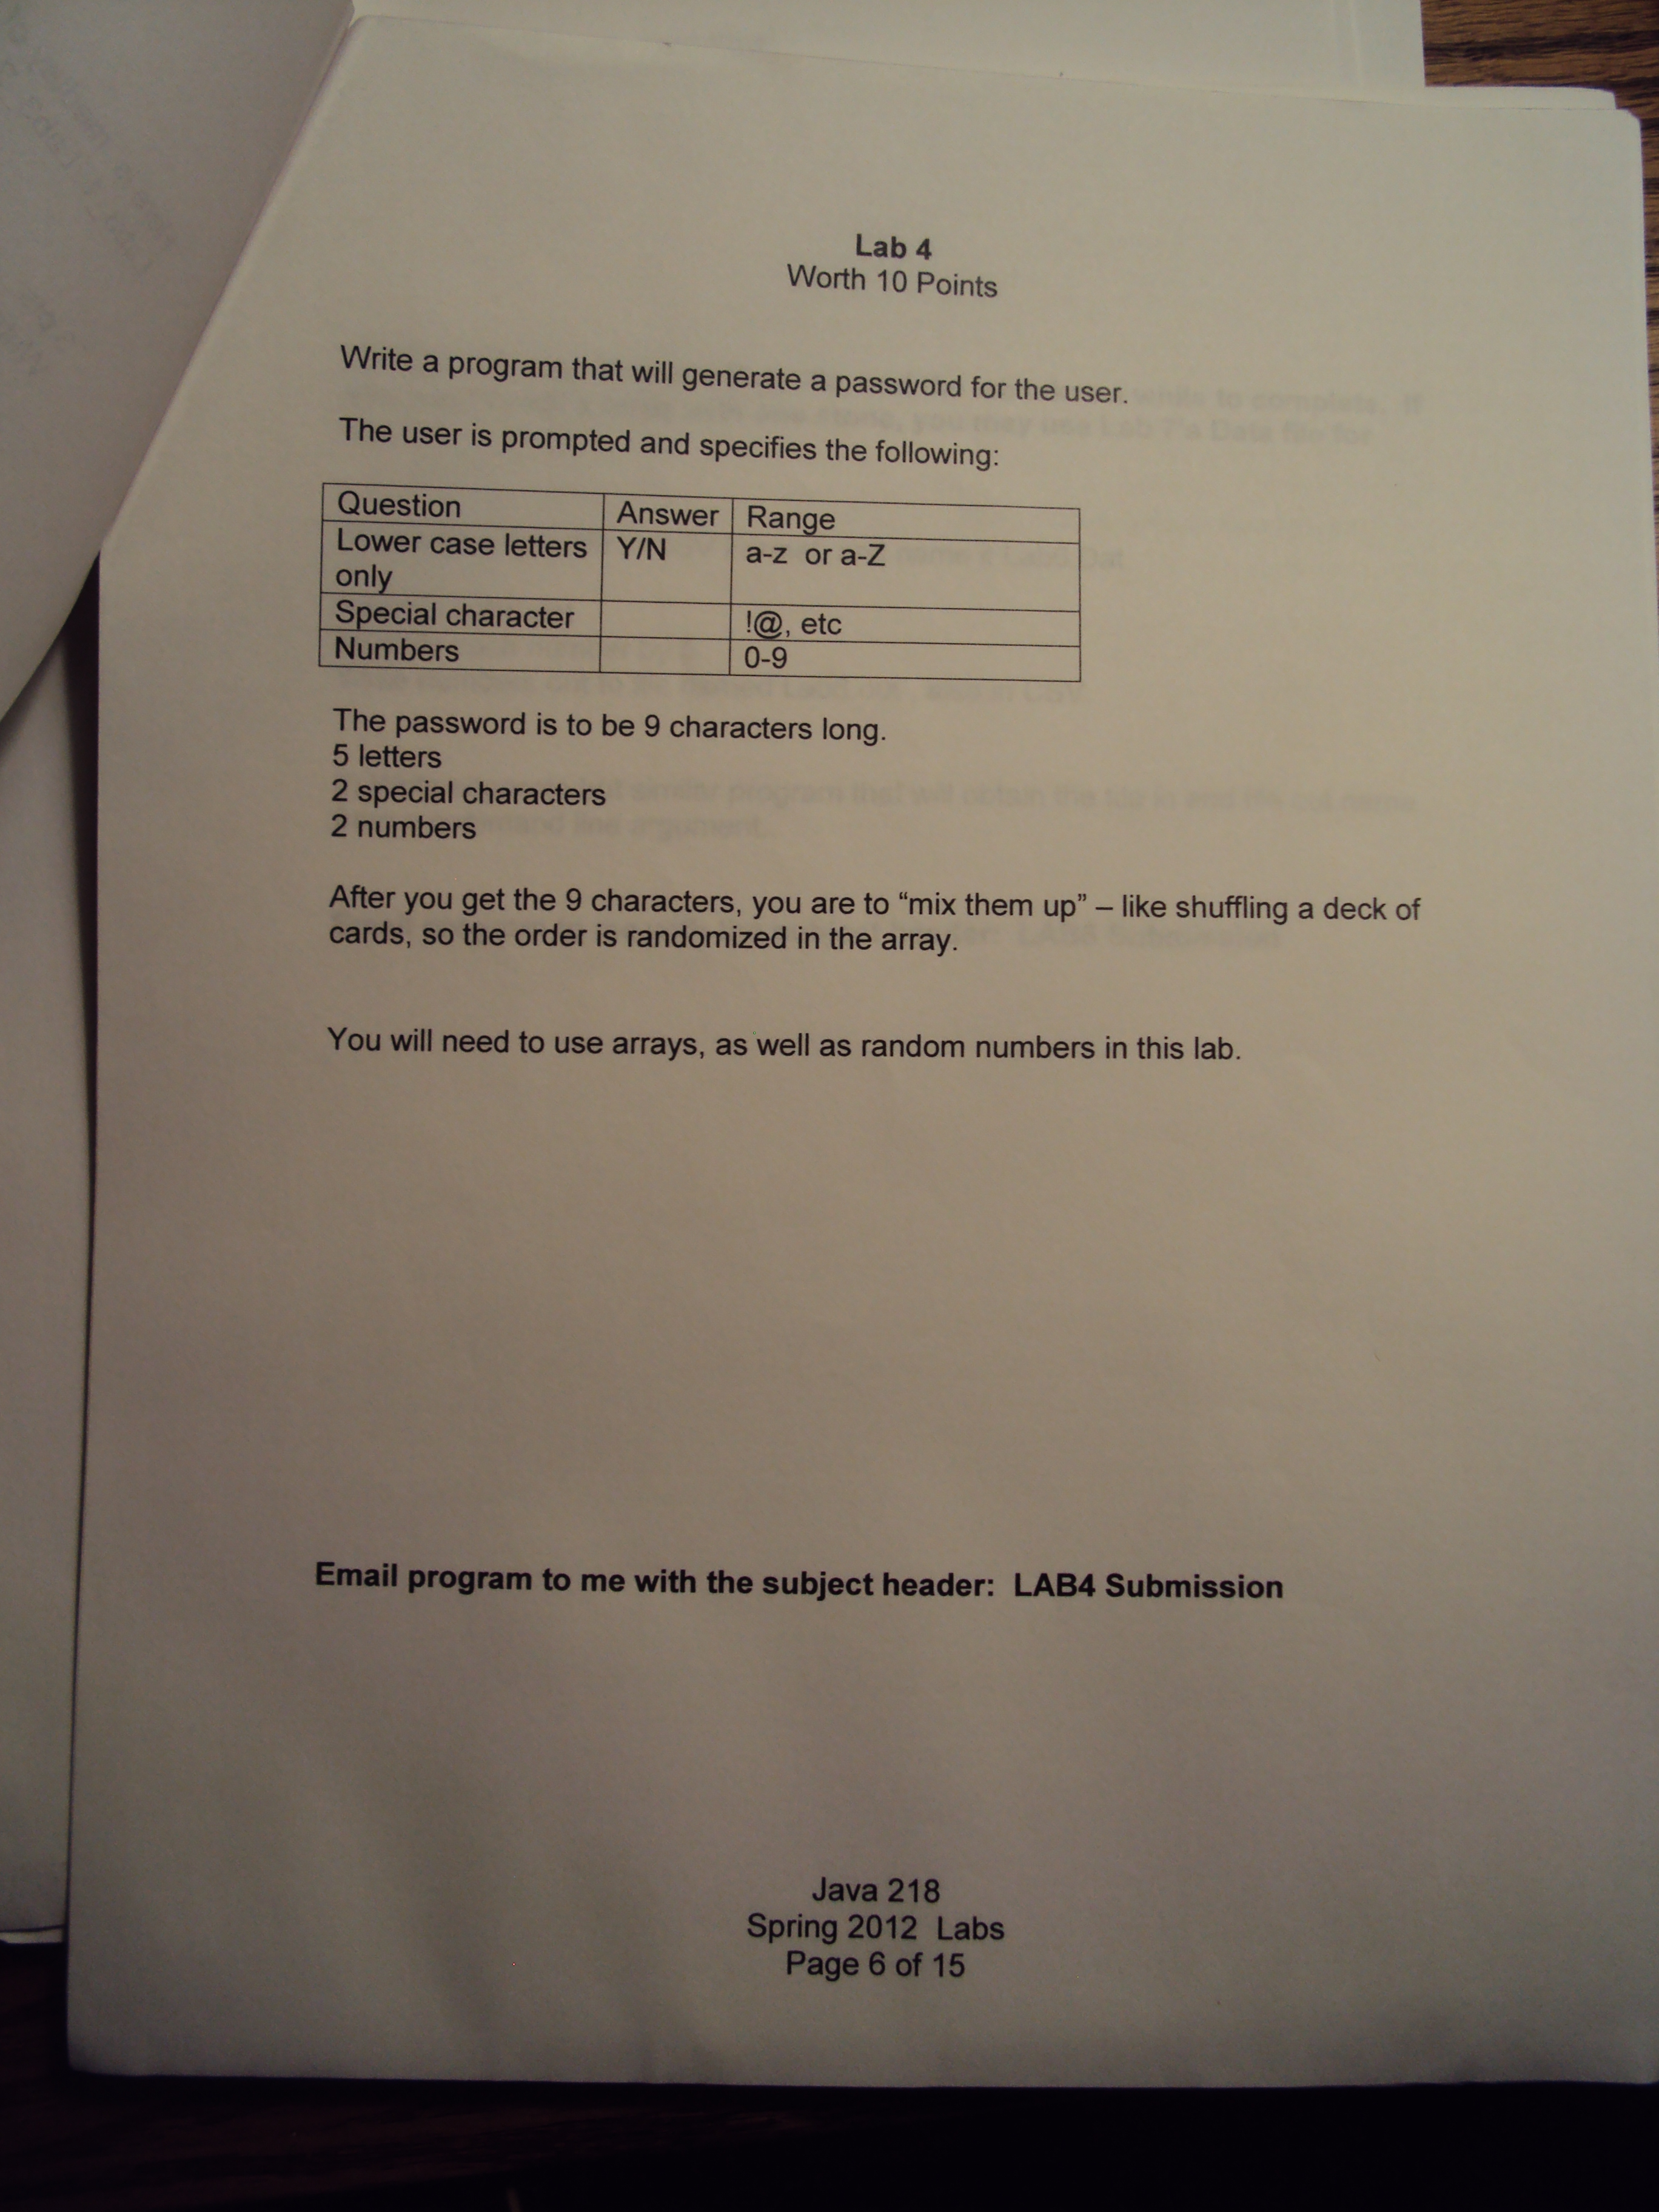 Lab 4
Worth 10 Points
Write a program that will generate a password for the user.
The user is prompted and specifies the following:
Question Answer Range
Lower case letters only Y/N a-z or a-Z
Special character !@, etc
Numbers 0-9
The password is to be 9 characters long.
5 letters
2 special characters
2 numbers
After you get the 9 characters, you are to “mix them up” – like shuffling a deck of
cards, so the order is randomized in the array.
You will need to use arrays, as well as random numbers in this lab.
Email program to me with the subject header: LAB4 Submission
Java 218
Spring 2012 Labs
Page 6 of 15